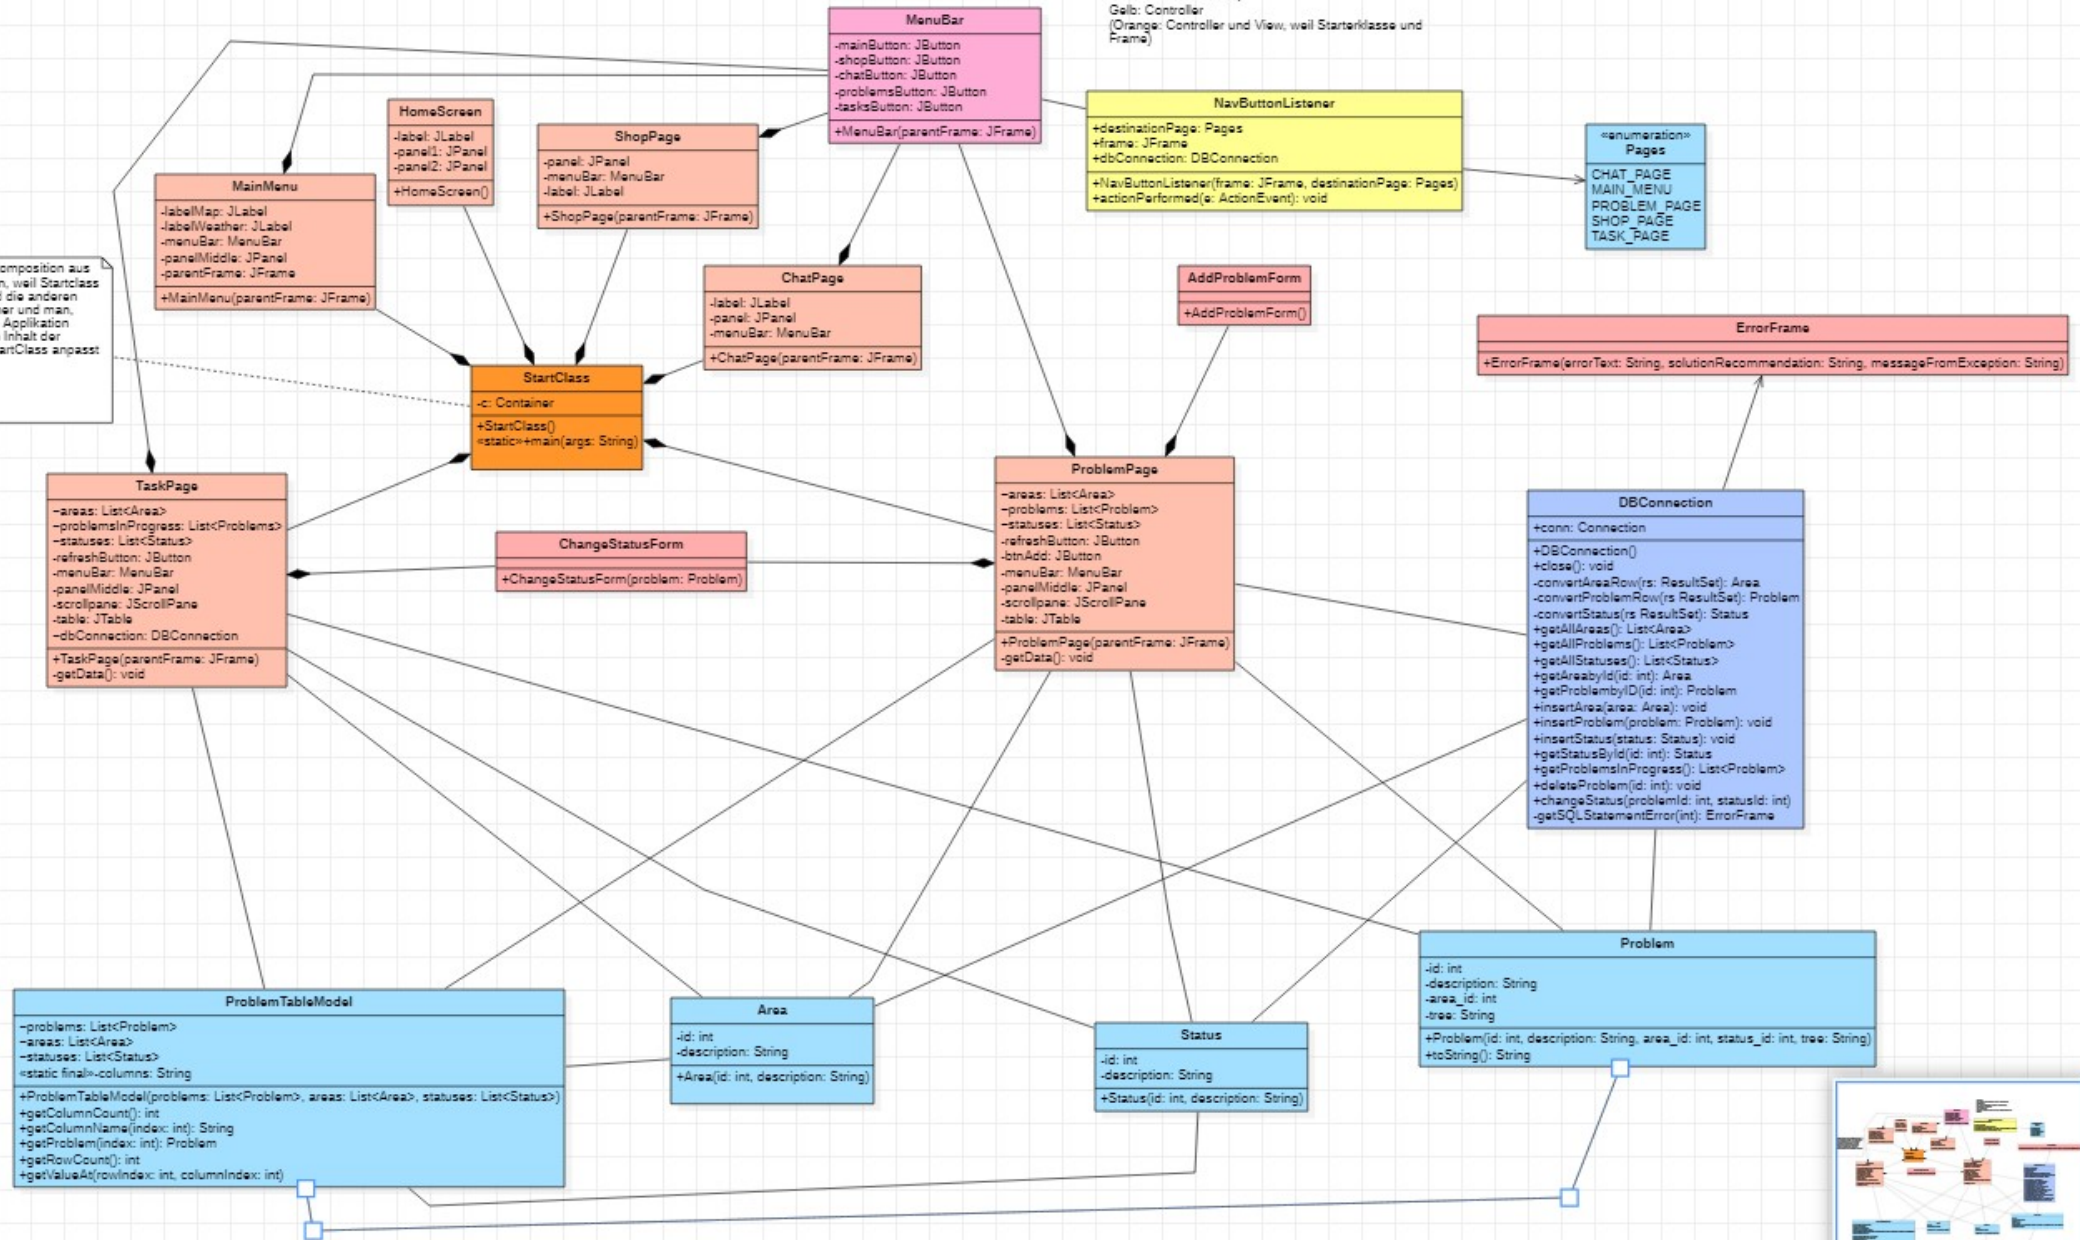 Gelb: Controller
(Orange: Controller und View, weil Starterklasse und
Frame)
MenuBar
-mainButton: JButton
-shopButton: JButton
-chatButton: JButton
-problemsButton: JButton
-tasksButton: JButton
+MenuBar(parentFrame: JFrame)
HomeScreen
-label: JLabel
-panel1: JPanel
-panel2: JPanel
+HomeScreen()
ShopPage
-panel: JPanel
-menuBar: MenuBar
-label: JLabel
+ShopPage(parentFrame: JFrame)
NavButtonListener
+destinationPage: Pages
+frame: JFrame
+dbConnection: DBConnection
+NavButtonListener(frame: JFrame, destinationPage: Pages)
+actionPerformed(e: ActionEvent): void
«enumeration»
Pages
CHAT_PAGE
MAIN_MENU
PROBLEM_PAGE
SHOP_PAGE
TASK_PAGE
MainMenu
-labelMap: JLabel
-labelWeather: JLabel
-menuBar: MenuBar
-panelMiddle: JPanel
-parentFrame: JFrame
+MainMenu(parentFrame: JFrame)
omposition aus
n, weil Startclass
d die anderen
er und man,
Applikation
Inhalt der
artClass anpasst
ChatPage
-label: JLabel
-panel: JPanel
-menuBar: MenuBar
+ChatPage(parentFrame: JFrame)
AddProblemForm
+AddProblemForm()
ErrorFrame
+ErrorFrame(errorText: String, solutionRecommendation: String, messageFromException: String)
StartClass
-c: Container
+StartClass()
«static»+main(args: String)
TaskPage
−areas: List<Area>
−problemsInProgress: List<Problems>
−statuses: List<Status>
-refreshButton: JButton
-menuBar: MenuBar
-panelMiddle: JPanel
-scrollpane: JScrollPane
-table: JTable
−dbConnection: DBConnection
+TaskPage(parentFrame: JFrame)
-getData(): void
ChangeStatusForm
+ChangeStatusForm(problem: Problem)
ProblemPage
−areas: List<Area>
−problems: List<Problem>
−statuses: List<Status>
-refreshButton: JButton
-btnAdd: JButton
-menuBar: MenuBar
-panelMiddle: JPanel
-scrollpane: JScrollPane
-table: JTable
+ProblemPage(parentFrame: JFrame)
-getData(): void
DBConnection
+conn: Connection
+DBConnection()
+close(): void
-convertAreaRow(rs: ResultSet): Area
-convertProblemRow(rs ResultSet): Problem
-convertStatus(rs ResultSet): Status
+getAllAreas(): List<Area>
+getAllProblems(): List<Problem>
+getAllStatuses(): List<Status>
+getAreabyId(id: int): Area
+getProblembyID(id: int): Problem
+insertArea(area: Area): void
+insertProblem(problem: Problem): void
+insertStatus(status: Status): void
+getStatusById(id: int): Status
+getProblemsInProgress(): List<Problem>
+deleteProblem(id: int): void
+changeStatus(problemId: int, statusId: int)
-getSQLStatementError(int): ErrorFrame
ProblemTableModel
−problems: List<Problem>
−areas: List<Area>
−statuses: List<Status>
«static final»-columns: String
+ProblemTableModel(problems: List<Problem>, areas: List<Area>, statuses: List<Status>)
+getColumnCount(): int
+getColumnName(index: int): String
+getProblem(index: int): Problem
+getRowCount(): int
+getValueAt(rowIndex: int, columnIndex: int)
Area
-id: int
-description: String
+Area(id: int, description: String)
Status
-id: int
-description: String
+Status(id: int, description: String)
Problem
-id: int
-description: String
-area_id: int
-tree: String
+Problem(id: int, description: String, area_id: int, status_id: int, tree: String)
+toString(): String